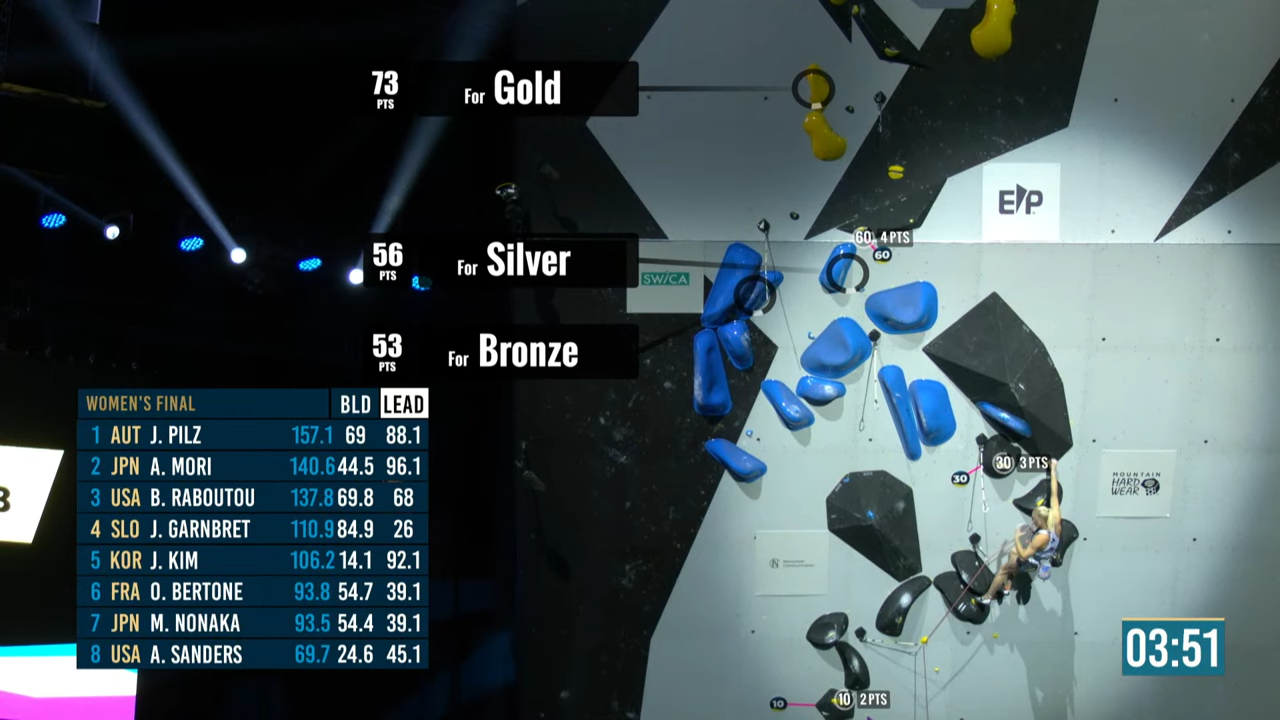 73
PTS
For Gold
56
PTS
For Silver
53
PTS
For Bronze
WOMEN'S FINAL BLD LEAD
1 AUT J. PILZ 157.1 69 88.1
2 JPN A. MORI 140.6 44.5 96.1
3 USA B. RABOUTOU 137.8 69.8 68
4 SLO J. GARNBRET 110.9 84.9 26
5 KOR J. KIM 106.2 14.1 92.1
6 FRA O. BERTONE 93.8 54.7 39.1
7 JPN M. NONAKA 93.5 54.4 39.1
8 USA A. SANDERS 69.7 24.6 45.1
EP
60 4 PTS
60
SWICA
30 3 PTS
30
MOUNTAIN
HARD
WEAR
10 10 2 PTS
03:51
3